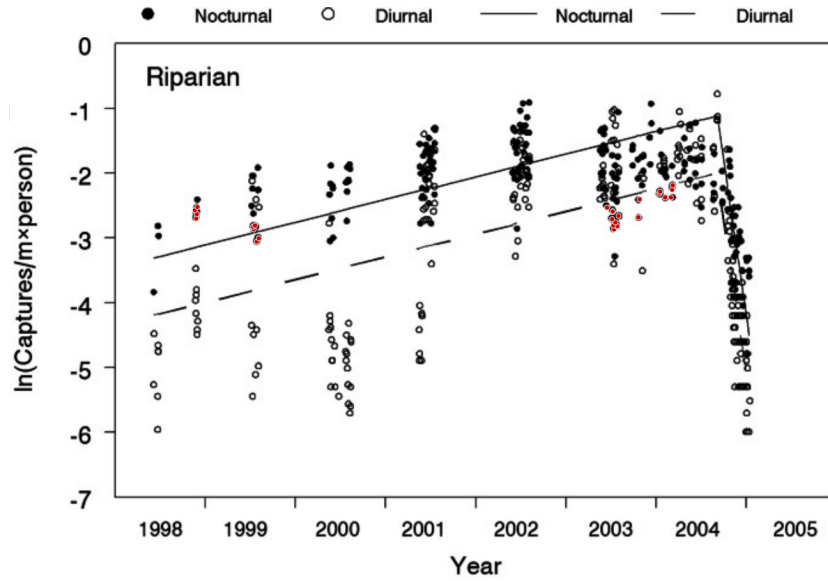 Nocturnal Diurnal Nocturnal Diurnal
0
Riparian
-1
-2
-3
-4
-5
-6
-7
ln(Captures/m×person)
1998 1999 2000 2001 2002 2003 2004 2005
Year